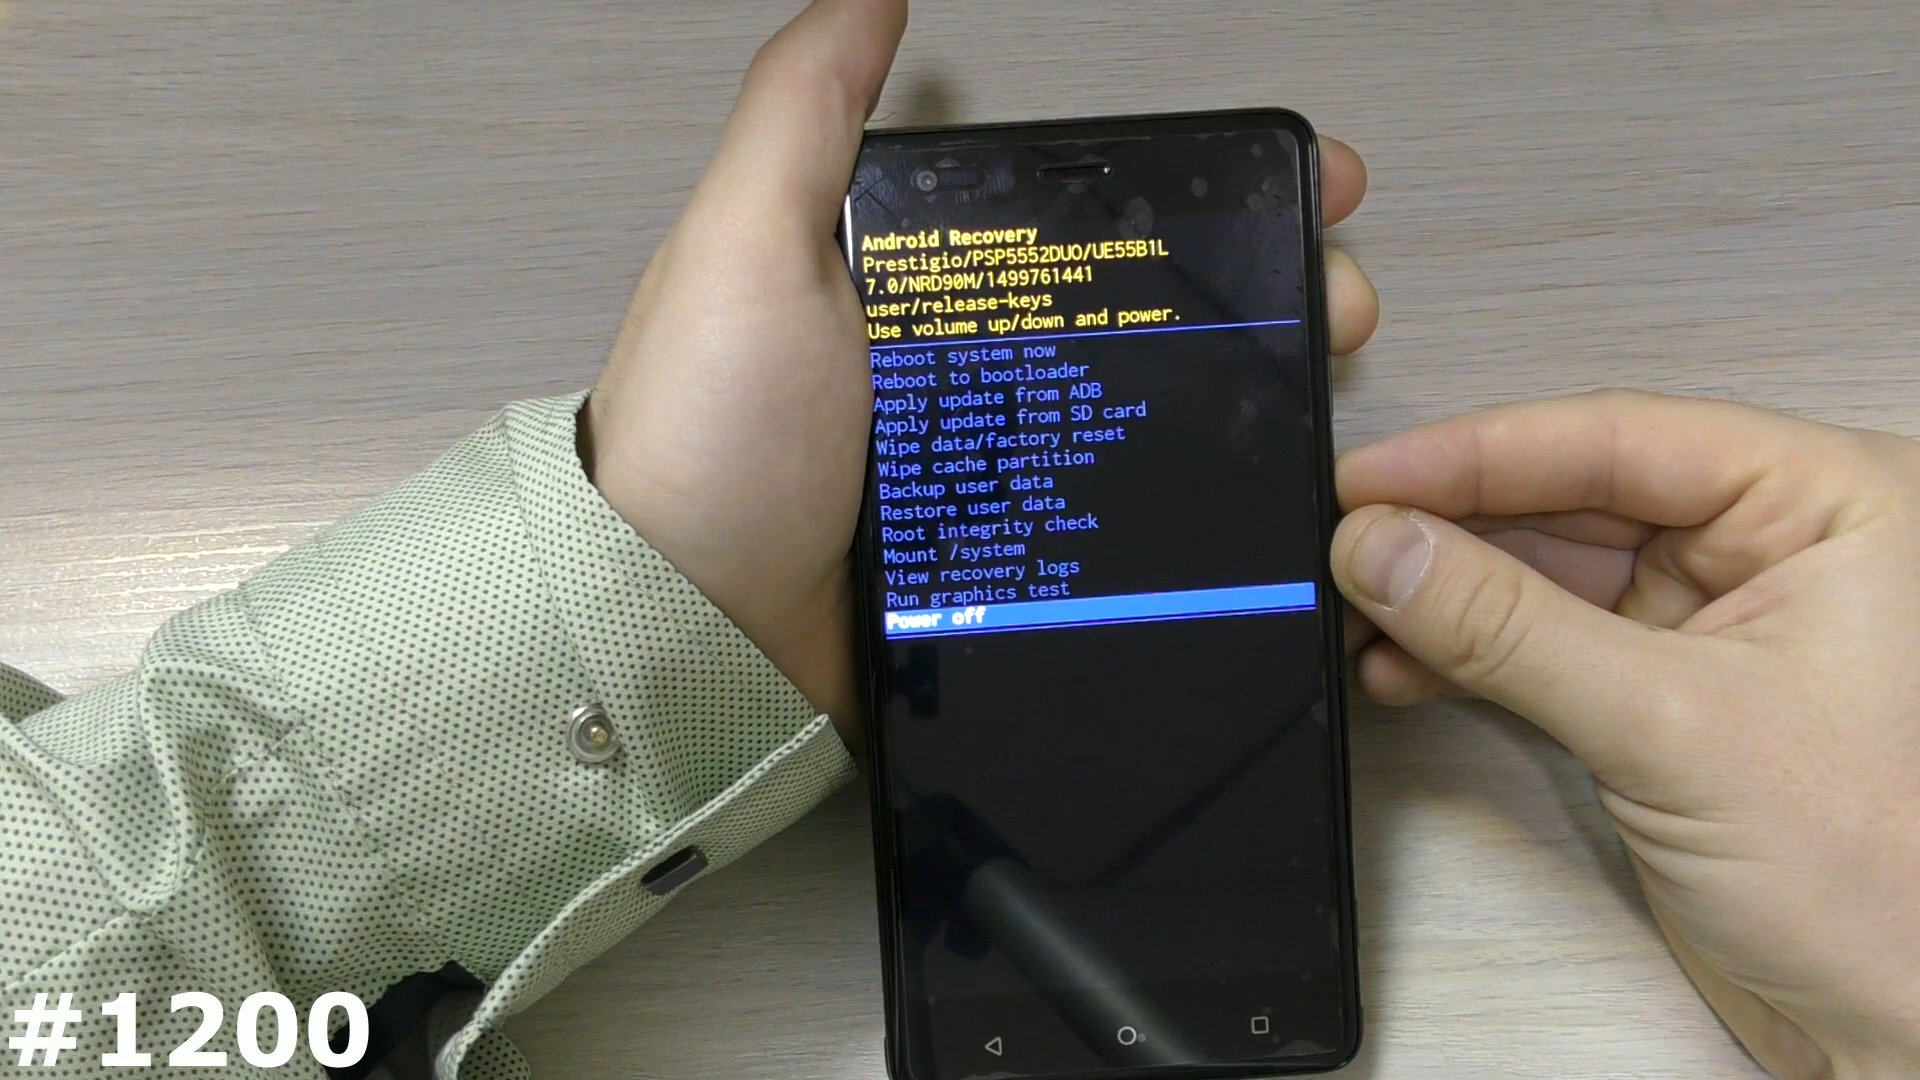 Android Recovery
Prestigio/PSP5552DUO/UE55B1L
7.0/NRD90M/1499761441
user/release-keys
Use volume up/down and power.
Reboot system now
Reboot to bootloader
Apply update from ADB
Apply update from SD card
Wipe data/factory reset
Wipe cache partition
Backup user data
Restore user data
Root integrity check
Mount /system
View recovery logs
Run graphics test
Power off
#1200